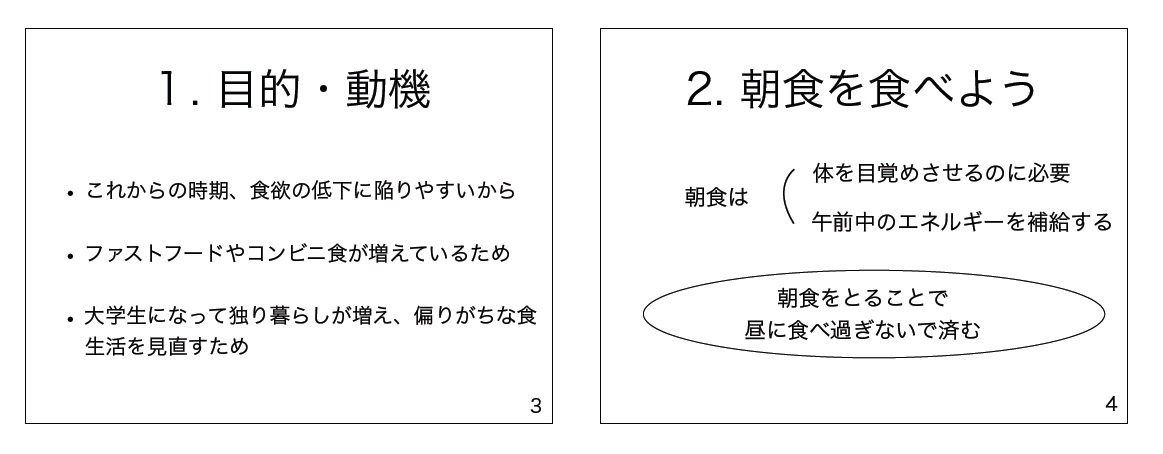 1. 目的・動機
・これからの時期、食欲の低下に陥りやすいから
・ファストフードやコンビニ食が増えているため
・大学生になって独り暮らしが増え、偏りがちな食
生活を見直すため
3
2. 朝食を食べよう
朝食は
体を目覚めさせるのに必要
午前中のエネルギーを補給する
朝食をとることで
昼に食べ過ぎないで済む
4